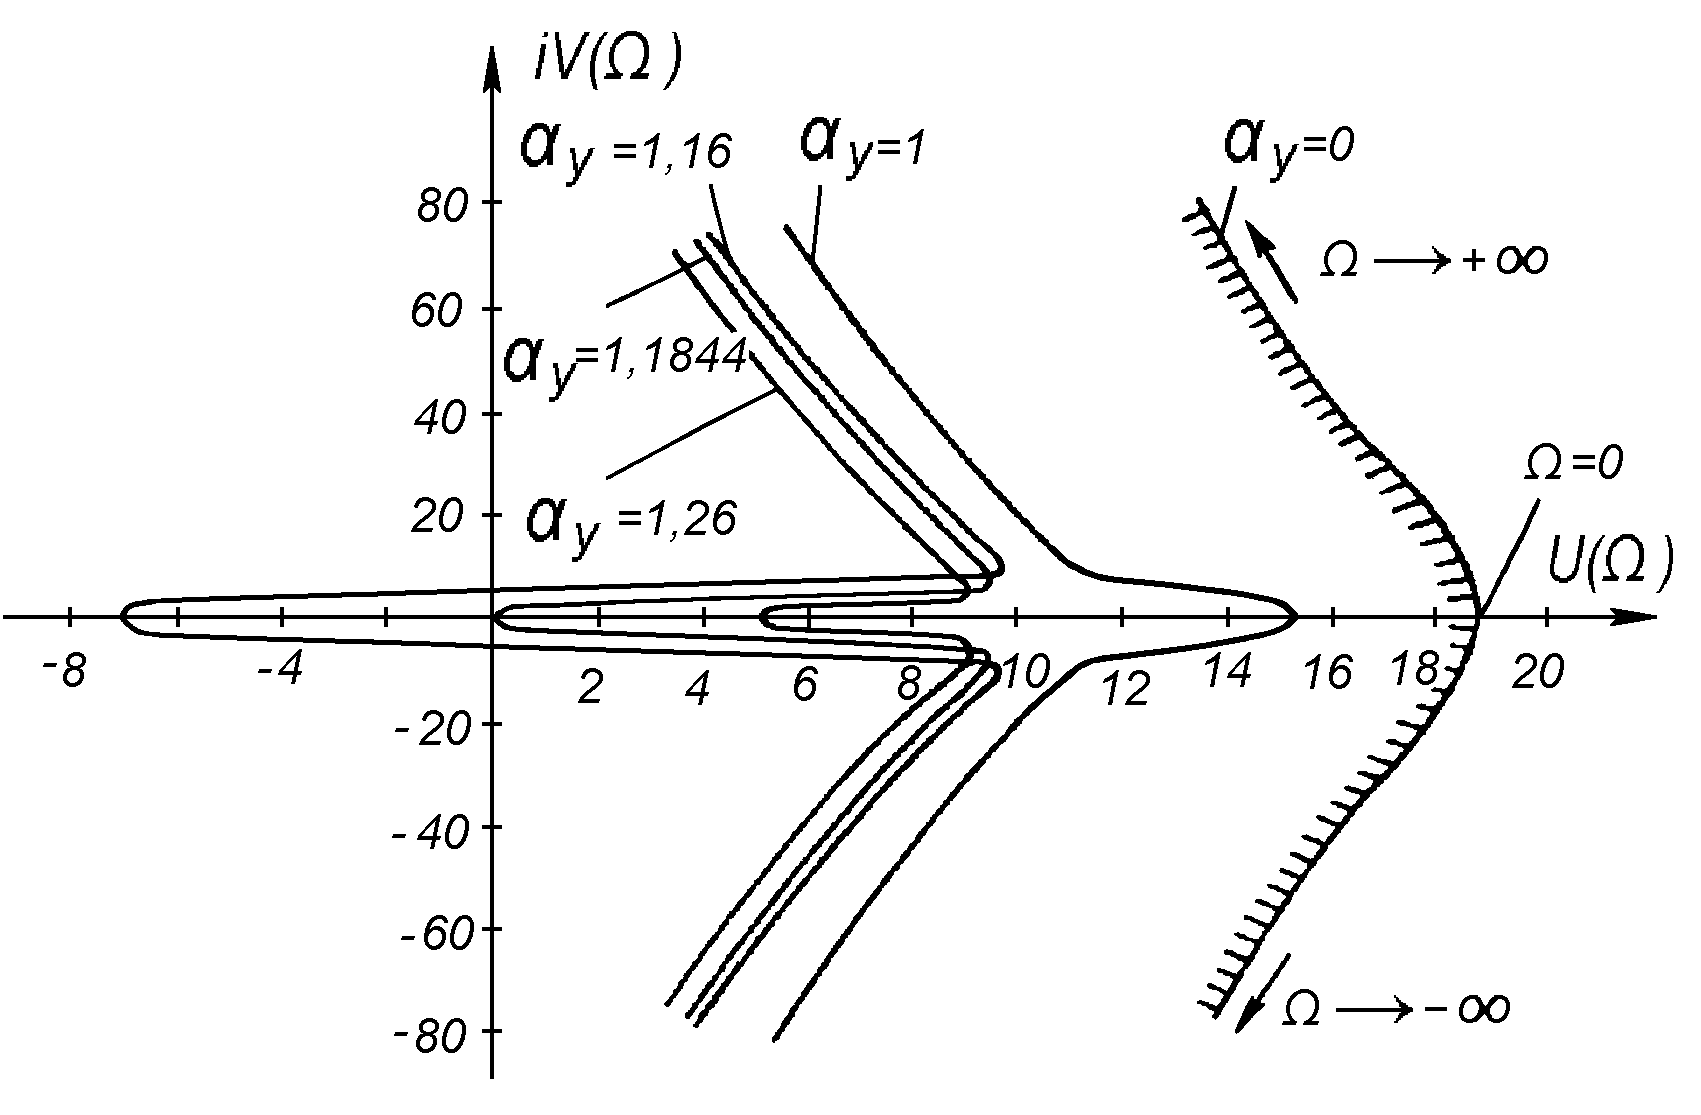 iV(Ω)
α y =1,16
α y=1
α y=0
80
Ω → + ∞
60
α y=1,1844
40
Ω =0
20
α y =1,26
U(Ω)
-8 -4 2 4 6 8 10 12 14 16 18 20
-20
-40
-60
-80
Ω → - ∞